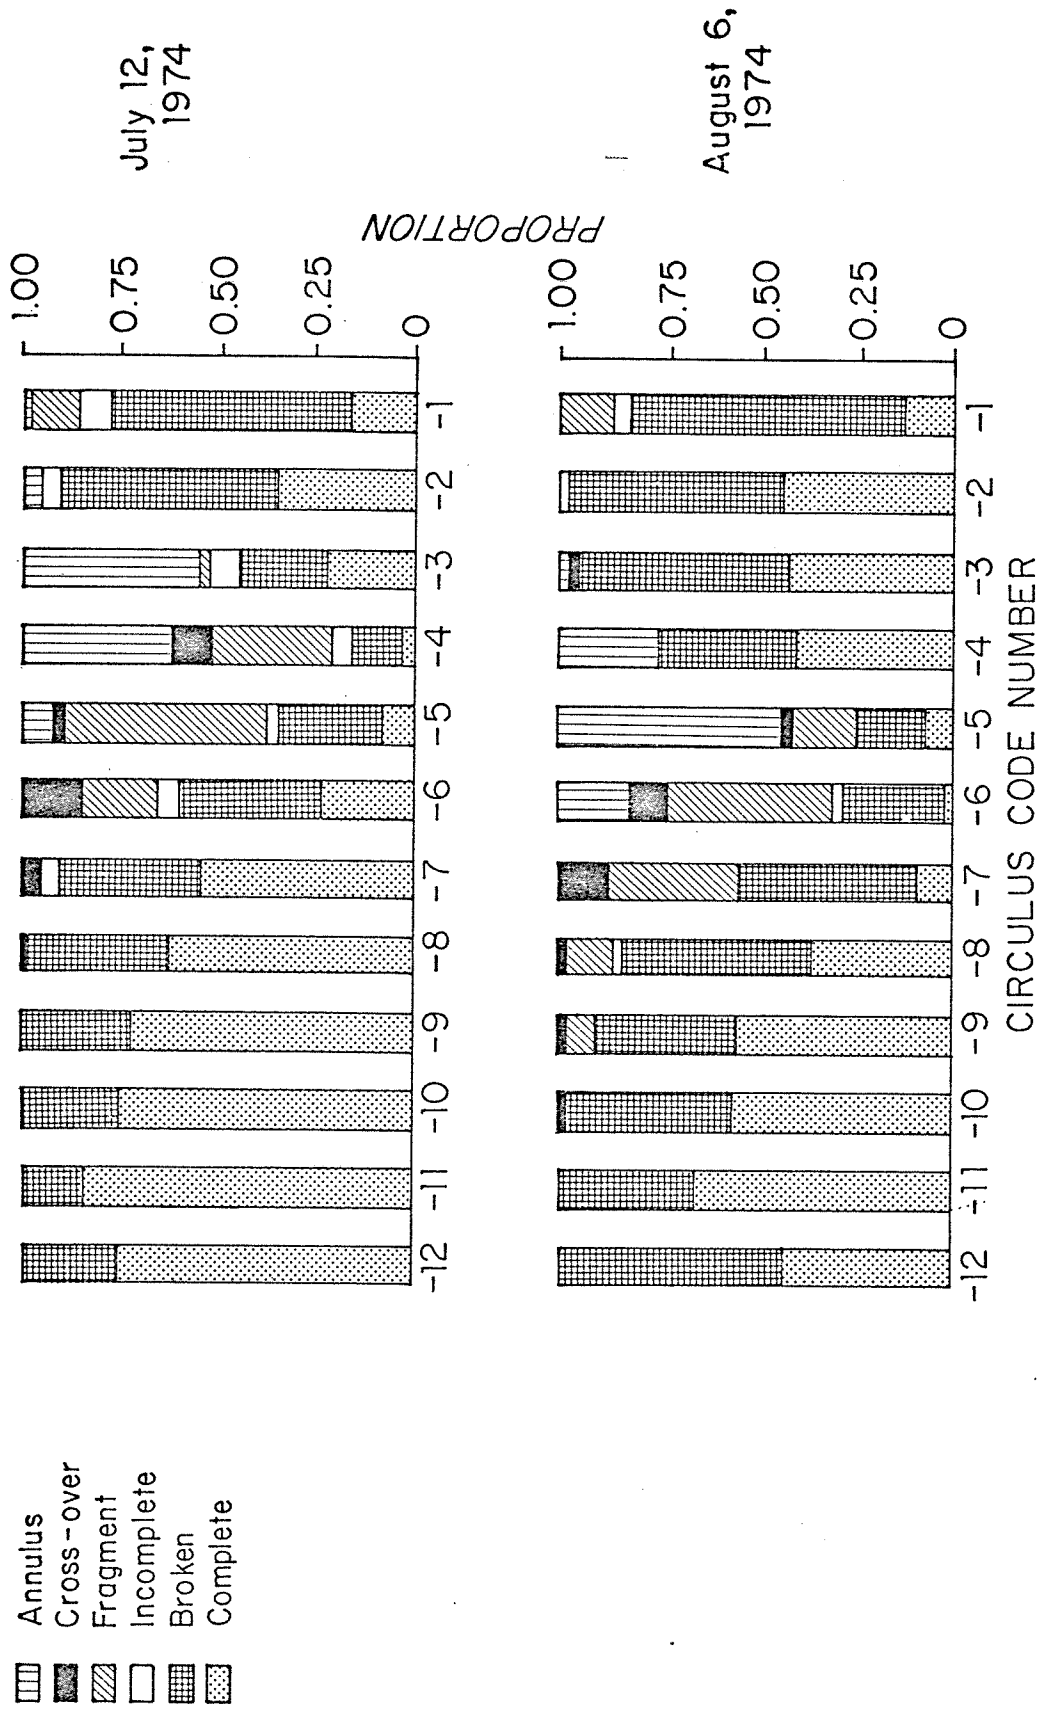 Annulus
Cross-over
Fragment
Incomplete
Broken
Complete
July 12,
1974
PROPORTION
1.00
0.75
0.50
0.25
0
-12 -11 -10 -9 -8 -7 -6 -5 -4 -3 -2 -1
August 6,
1974
1.00
0.75
0.50
0.25
0
-12 -11 -10 -9 -8 -7 -6 -5 -4 -3 -2 -1
CIRCULUS CODE NUMBER